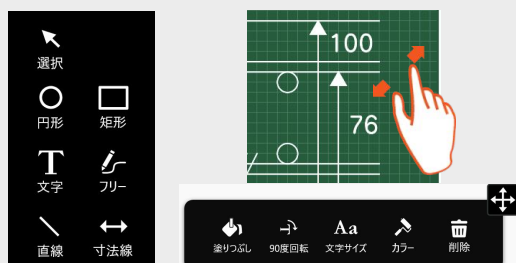 選択
円形 矩形
T
文字 フリー
直線 寸法線
100
76
Aa
塗りつぶし 90度回転 文字サイズ カラー 削除